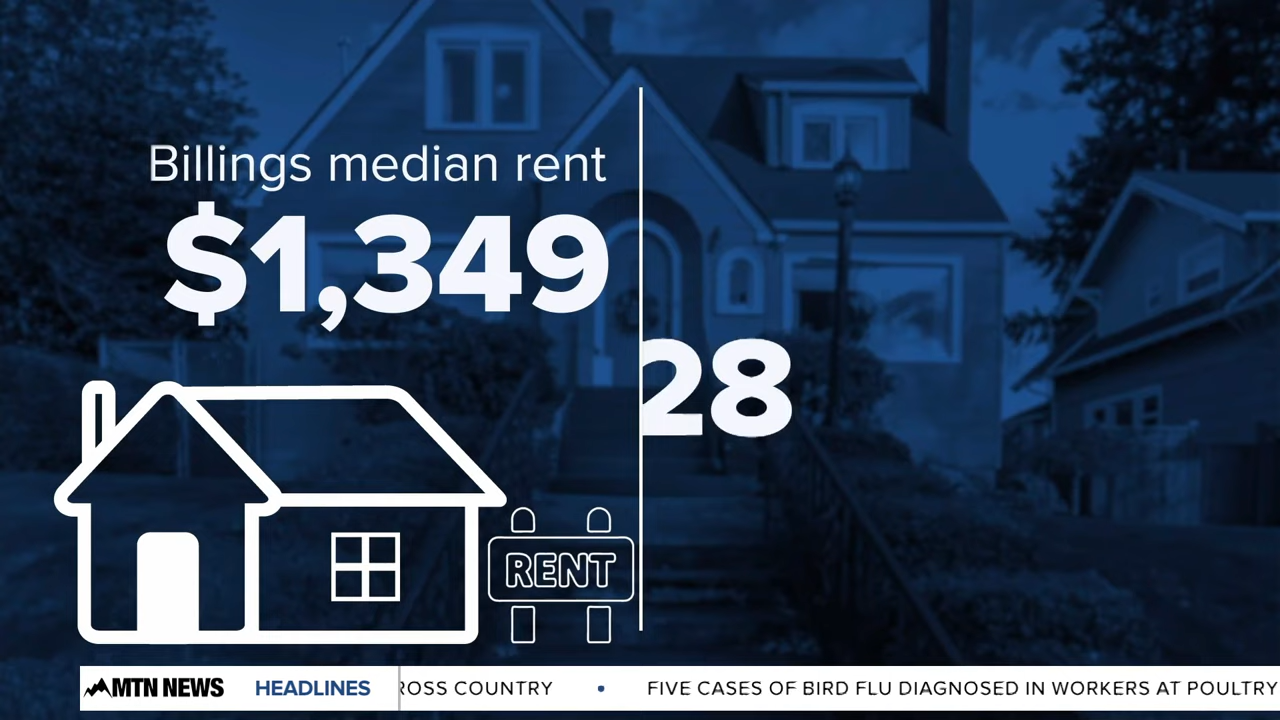 Billings median rent
$1,349
28
RENT
MTN NEWS
HEADLINES
ROSS COUNTRY • FIVE CASES OF BIRD FLU DIAGNOSED IN WORKERS AT POULTRY